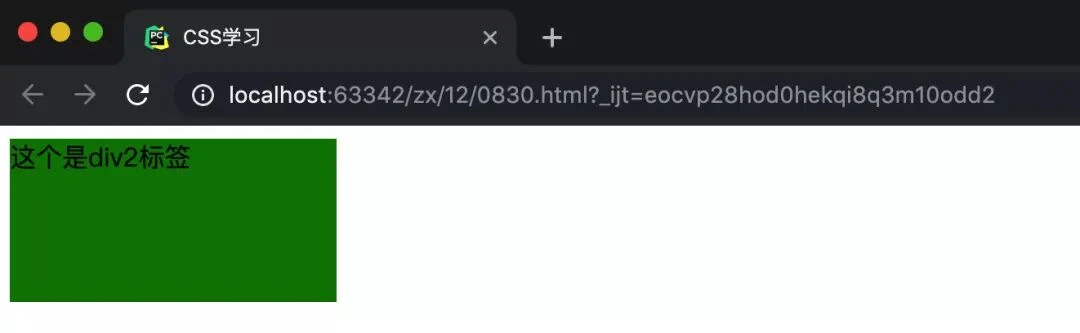 PC
CSS学习
localhost:63342/zx/12/0830.html?_ijt=eocvp28hod0hekqi8q3m10odd2
这个是div2标签